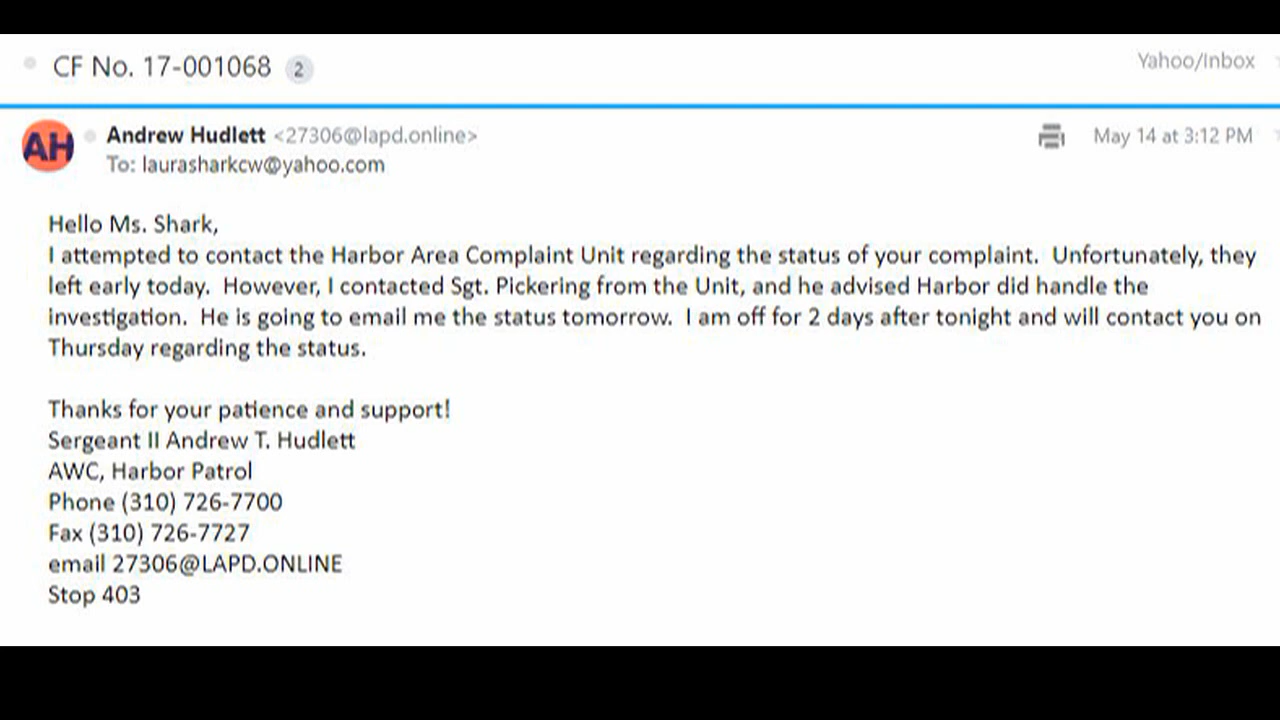 CF No. 17-001068 2
Yahoo/Inbox
AH
Andrew Hudlett <27306@lapd.online>
May 14 at 3:12 PM
To: laurasharkcw@yahoo.com
Hello Ms. Shark,
I attempted to contact the Harbor Area Complaint Unit regarding the status of your complaint. Unfortunately, they
left early today. However, I contacted Sgt. Pickering from the Unit, and he advised Harbor did handle the
investigation. He is going to email me the status tomorrow. I am off for 2 days after tonight and will contact you on
Thursday regarding the status.
Thanks for your patience and support!
Sergeant II Andrew T. Hudlett
AWC, Harbor Patrol
Phone (310) 726-7700
Fax (310) 726-7727
email 27306@LAPD.ONLINE
Stop 403